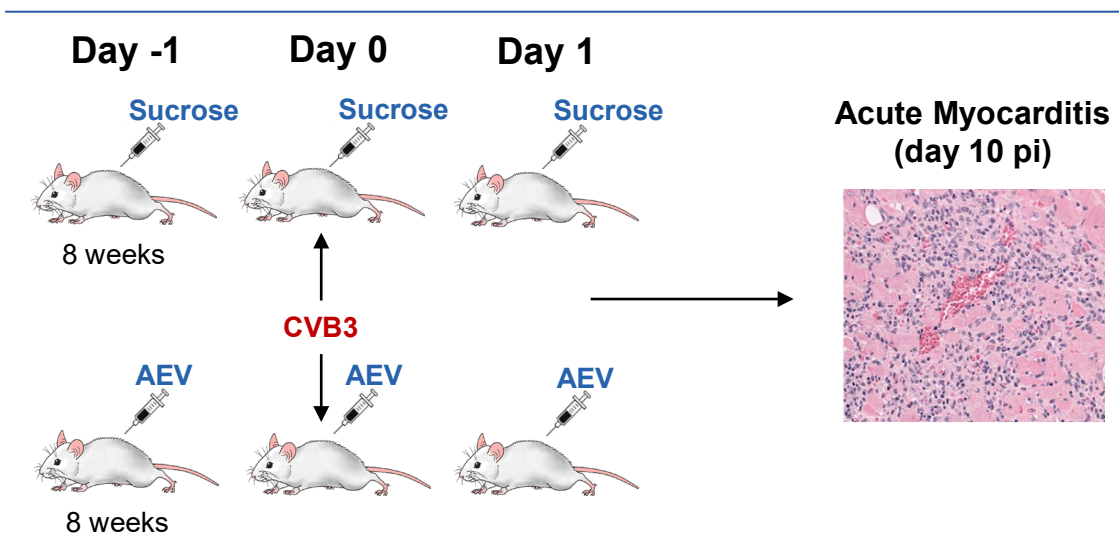 Day -1
Day 0
Day 1
Sucrose
Sucrose
Sucrose
Acute Myocarditis
(day 10 pi)
8 weeks
CVB3
AEV
AEV
AEV
8 weeks